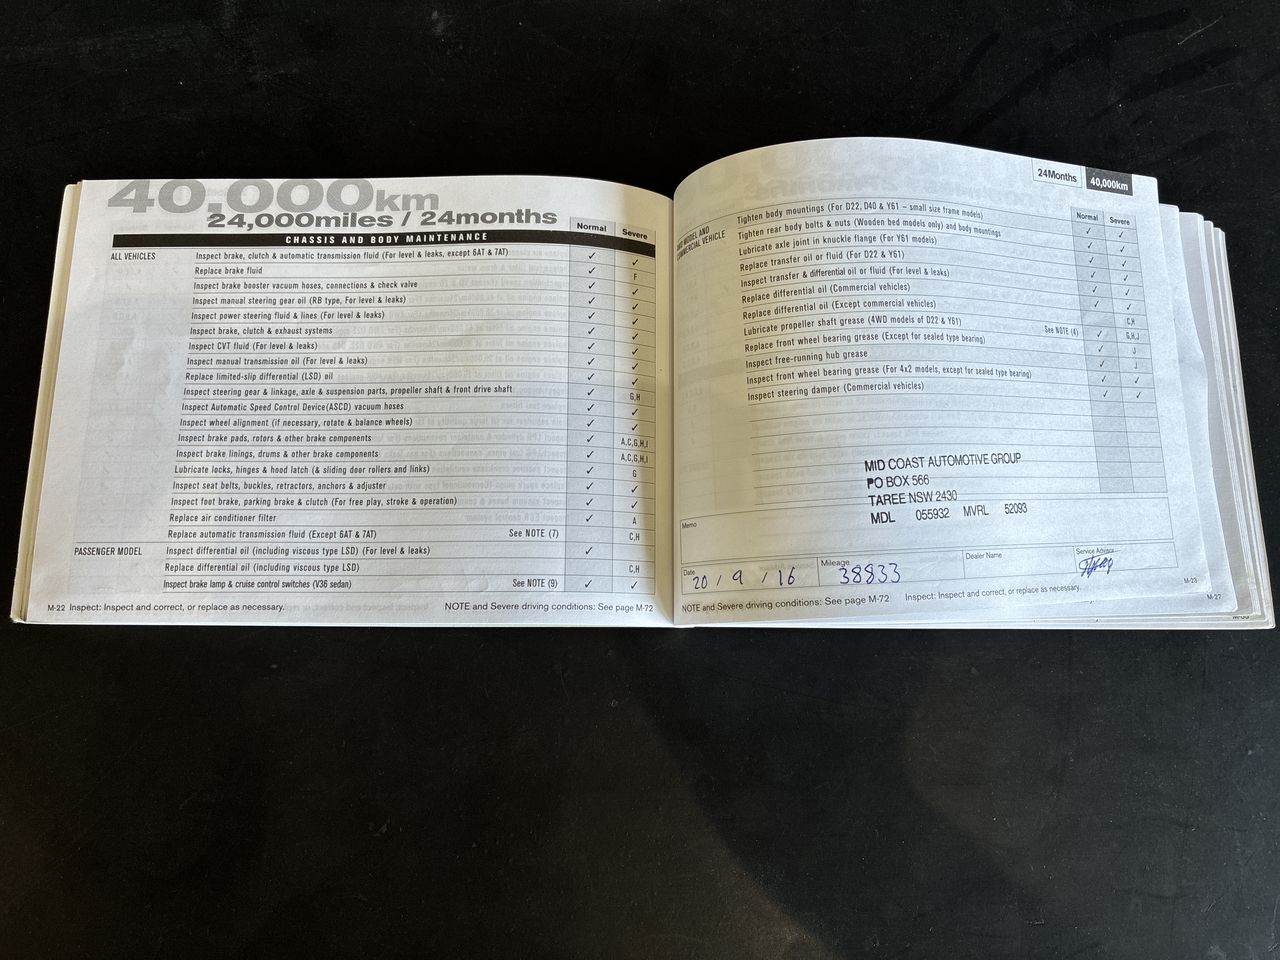 40,000km
24,000miles / 24months
CHASSIS AND BODY MAINTENANCE Normal Severe
ALL VEHICLES Inspect brake, clutch & automatic transmission fluid (For level & leaks, except 6AT & 7AT) ✓ ✓
Replace brake fluid ✓ F
Inspect brake booster vacuum hoses, connections & check valve ✓ ✓
Inspect manual steering gear oil (RB type, For level & leaks) ✓ ✓
Inspect power steering fluid & lines (For level & leaks) ✓ ✓
Inspect brake, clutch & exhaust systems ✓ ✓
Inspect CVT fluid (For level & leaks) ✓ ✓
Inspect manual transmission oil (For level & leaks) ✓ ✓
Replace limited-slip differential (LSD) oil ✓ ✓
Inspect steering gear & linkage, axle & suspension parts, propeller shaft & front drive shaft ✓ G,H
Inspect Automatic Speed Control Device(ASCD) vacuum hoses ✓ ✓
Inspect wheel alignment (if necessary, rotate & balance wheels) ✓ ✓
Inspect brake pads, rotors & other brake components ✓ A,C,G,H,I
Inspect brake linings, drums & other brake components ✓ A,C,G,H,I
Lubricate locks, hinges & hood latch (& sliding door rollers and links) ✓ G
Inspect seat belts, buckles, retractors, anchors & adjuster ✓ ✓
Inspect foot brake, parking brake & clutch (For free play, stroke & operation) ✓ ✓
Replace air conditioner filter ✓ A
Replace automatic transmission fluid (Except 6AT & 7AT) See NOTE (7) C,H
PASSENGER MODEL Inspect differential oil (including viscous type LSD) (For level & leaks) ✓
Replace differential oil (including viscous type LSD) C,H
Inspect brake lamp & cruise control switches (V36 sedan) See NOTE (9) ✓ ✓
M-22 Inspect: Inspect and correct, or replace as necessary. NOTE and Severe driving conditions: See page M-72
24Months 40,000km
Normal Severe
MODEL AND
COMMERCIAL VEHICLE
Tighten body mountings (For D22, D40 & Y61 – small size frame models) ✓ ✓
Tighten rear body bolts & nuts (Wooden bed models only) and body mountings ✓ ✓
Lubricate axle joint in knuckle flange (For Y61 models) ✓ ✓
Replace transfer oil or fluid (For D22 & Y61) ✓ ✓
Inspect transfer & differential oil or fluid (For level & leaks) ✓ ✓
Replace differential oil (Commercial vehicles) ✓ ✓
Replace differential oil (Except commercial vehicles) C,H
Lubricate propeller shaft grease (4WD models of D22 & Y61) See NOTE (4) ✓ G,H,J
Replace front wheel bearing grease (Except for sealed type bearing) ✓ J
Inspect free-running hub grease ✓ J
Inspect front wheel bearing grease (For 4x2 models, except for sealed type bearing) ✓ ✓
Inspect steering damper (Commercial vehicles) ✓ ✓
MID COAST AUTOMOTIVE GROUP
PO BOX 566
TAREE NSW 2430
MDL 055932 MVRL 52093
Memo
Date 20 / 9 / 16 Mileage 38833 Dealer Name Service Advisor
NOTE and Severe driving conditions: See page M-72 Inspect: Inspect and correct, or replace as necessary. M-23
M-27